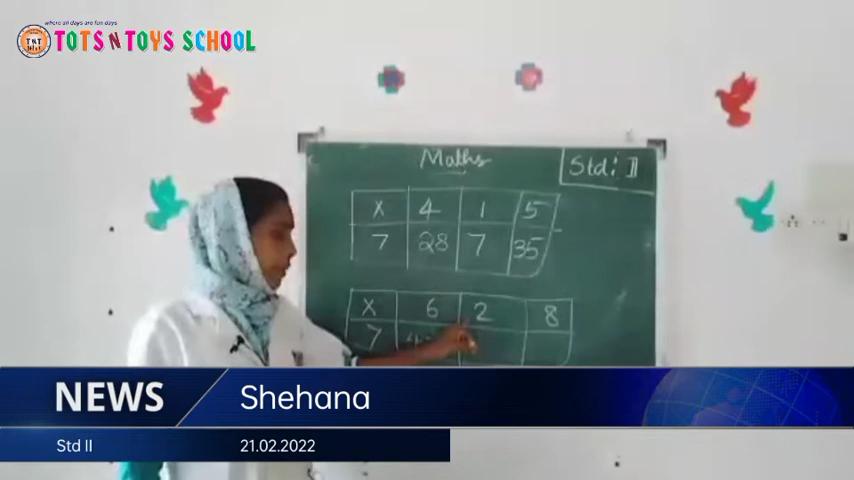 where all days are fun days
TNT
TOTS N TOYS SCHOOL
Maths
Std: II
X 4 1 5
7 28 7 35
X 6 2 8
7
NEWS
Shehana
Std II
21.02.2022